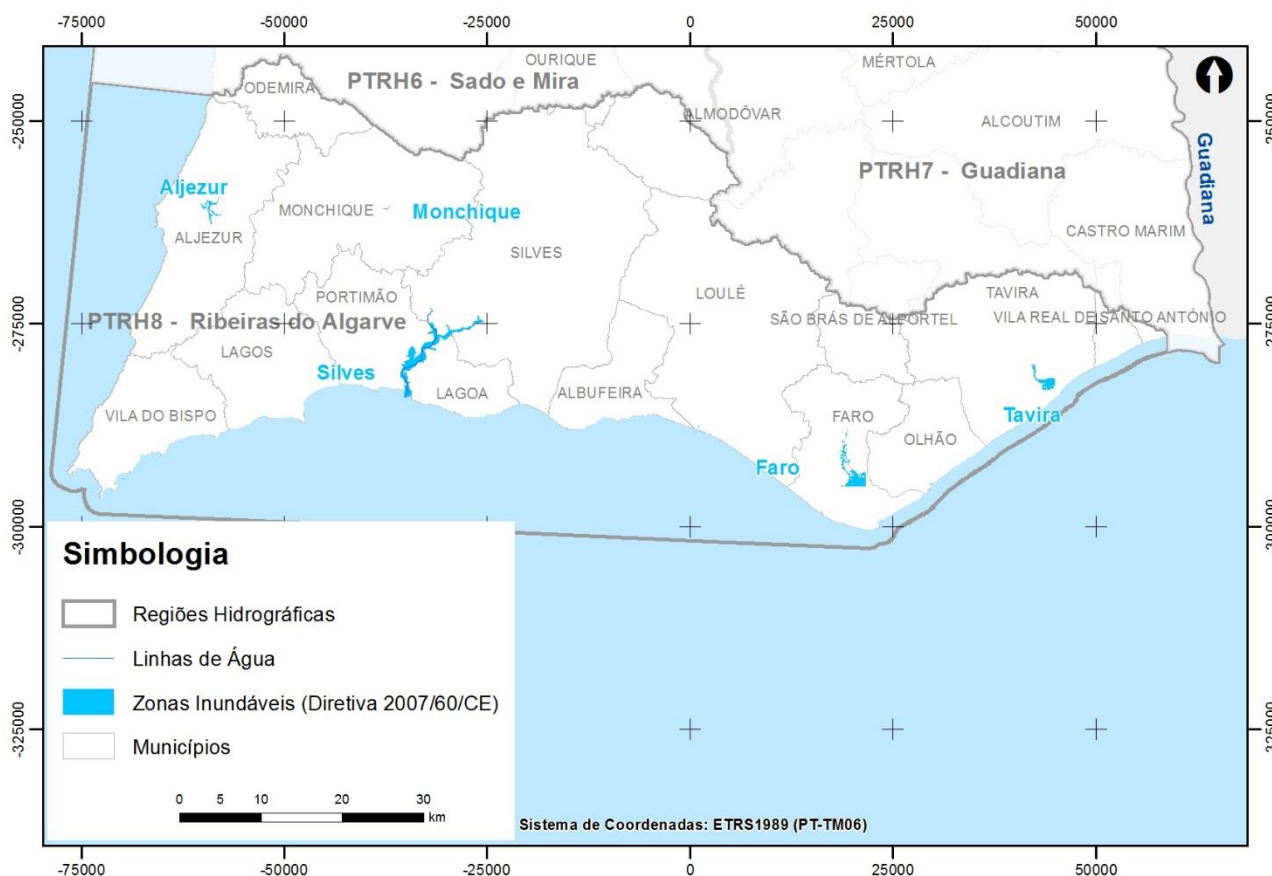 -75000 -50000 -25000 0 25000 50000
OURIQUE
MÉRTOLA
PTRH6 - Sado e Mira
ODEMIRA
ALMODÔVAR
-250000
ALCOUTIM
-250000
Guadiana
PTRH7 - Guadiana
Aljezur
MONCHIQUE
Monchique
CASTRO MARIM
ALJEZUR
SILVES
PORTIMÃO
LOULÉ
TAVIRA
-275000
PTRH8 - Ribeiras do Algarve
SÃO BRÁS DE ALPORTEL
VILA REAL DE SANTO ANTÓNIO
-275000
LAGOS
Silves
LAGOA
ALBUFEIRA
VILA DO BISPO
FARO
Tavira
OLHÃO
Faro
-300000
-300000
Simbologia
Regiões Hidrográficas
Linhas de Água
Zonas Inundáveis (Diretiva 2007/60/CE)
Municípios
-325000
-325000
0 5 10 20 30
km
Sistema de Coordenadas: ETRS1989 (PT-TM06)
-75000 -50000 -25000 0 25000 50000